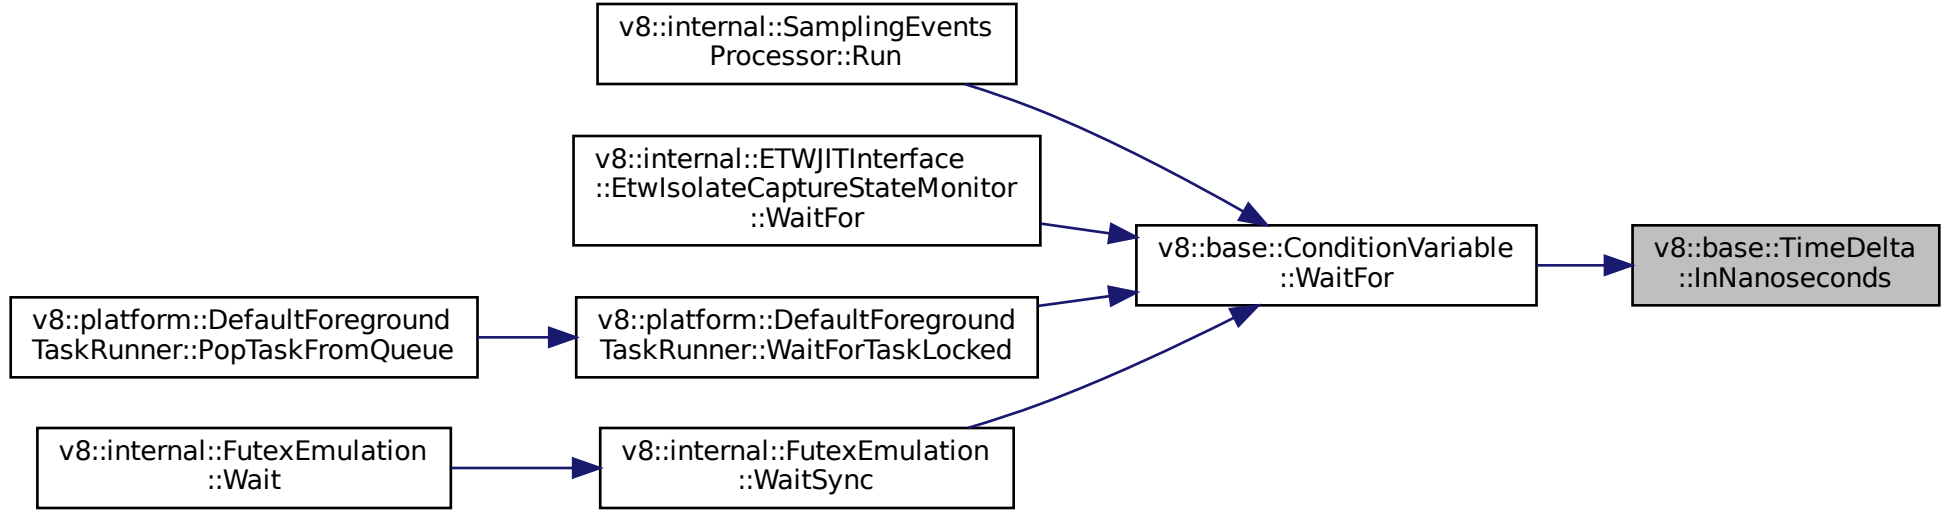 v8::internal::SamplingEvents
Processor::Run
v8::internal::ETWJITInterface
::EtwIsolateCaptureStateMonitor
::WaitFor
v8::base::ConditionVariable
::WaitFor
v8::base::TimeDelta
::InNanoseconds
v8::platform::DefaultForeground
TaskRunner::PopTaskFromQueue
v8::platform::DefaultForeground
TaskRunner::WaitForTaskLocked
v8::internal::FutexEmulation
::Wait
v8::internal::FutexEmulation
::WaitSync